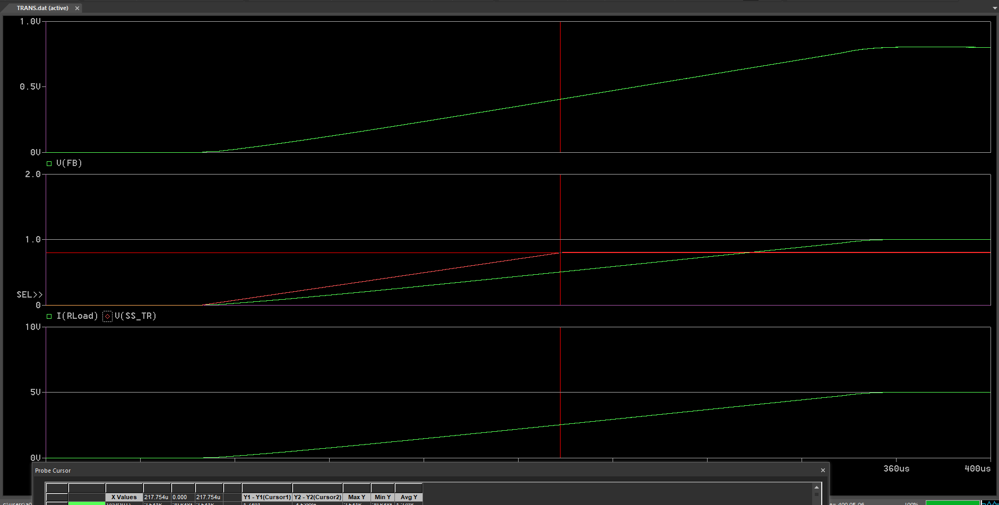 TRANS.dat (active)
1.0V
0.5V
0V
V(FB)
2.0
1.0
SEL>>
0
I(RLoad) V(SS_TR)
10V
5V
0V
360us 400us
Probe Cursor
X Values 217.754u 0.000 217.754u Y1 - Y1(Cursor1) Y2 - Y2(Cursor2) Max Y Min Y Avg Y
100%